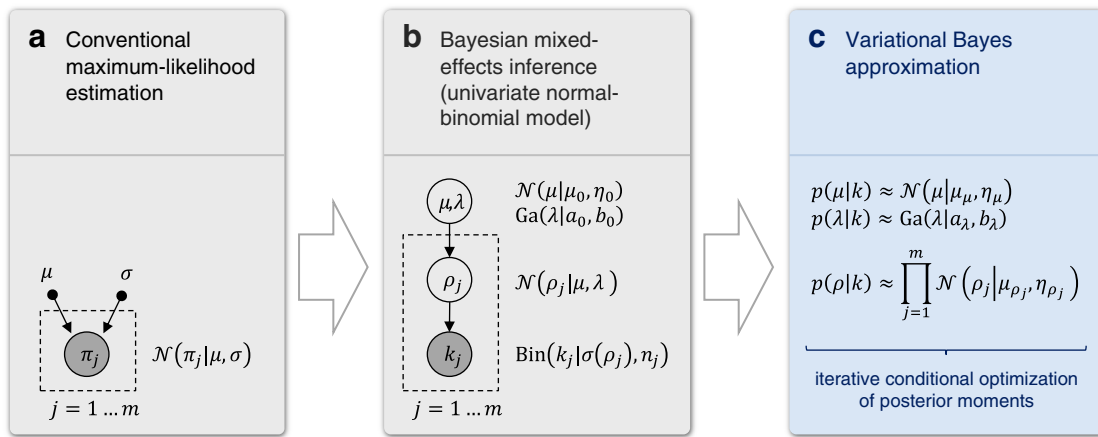 a Conventional
maximum-likelihood
estimation
μ σ
π_j
𝒩(π_j|μ, σ)
j = 1 … m
b Bayesian mixed-
effects inference
(univariate normal-
binomial model)
μ,λ
𝒩(μ|μ_0, η_0)
Ga(λ|a_0, b_0)
ρ_j
𝒩(ρ_j|μ, λ)
k_j
Bin(k_j|σ(ρ_j), n_j)
j = 1 … m
c Variational Bayes
approximation
p(μ|k) ≈ 𝒩(μ|μ_μ, η_μ)
p(λ|k) ≈ Ga(λ|a_λ, b_λ)
p(ρ|k) ≈ ∏_{j=1}^{m} 𝒩(ρ_j|μ_{ρ_j}, η_{ρ_j})
iterative conditional optimization
of posterior moments